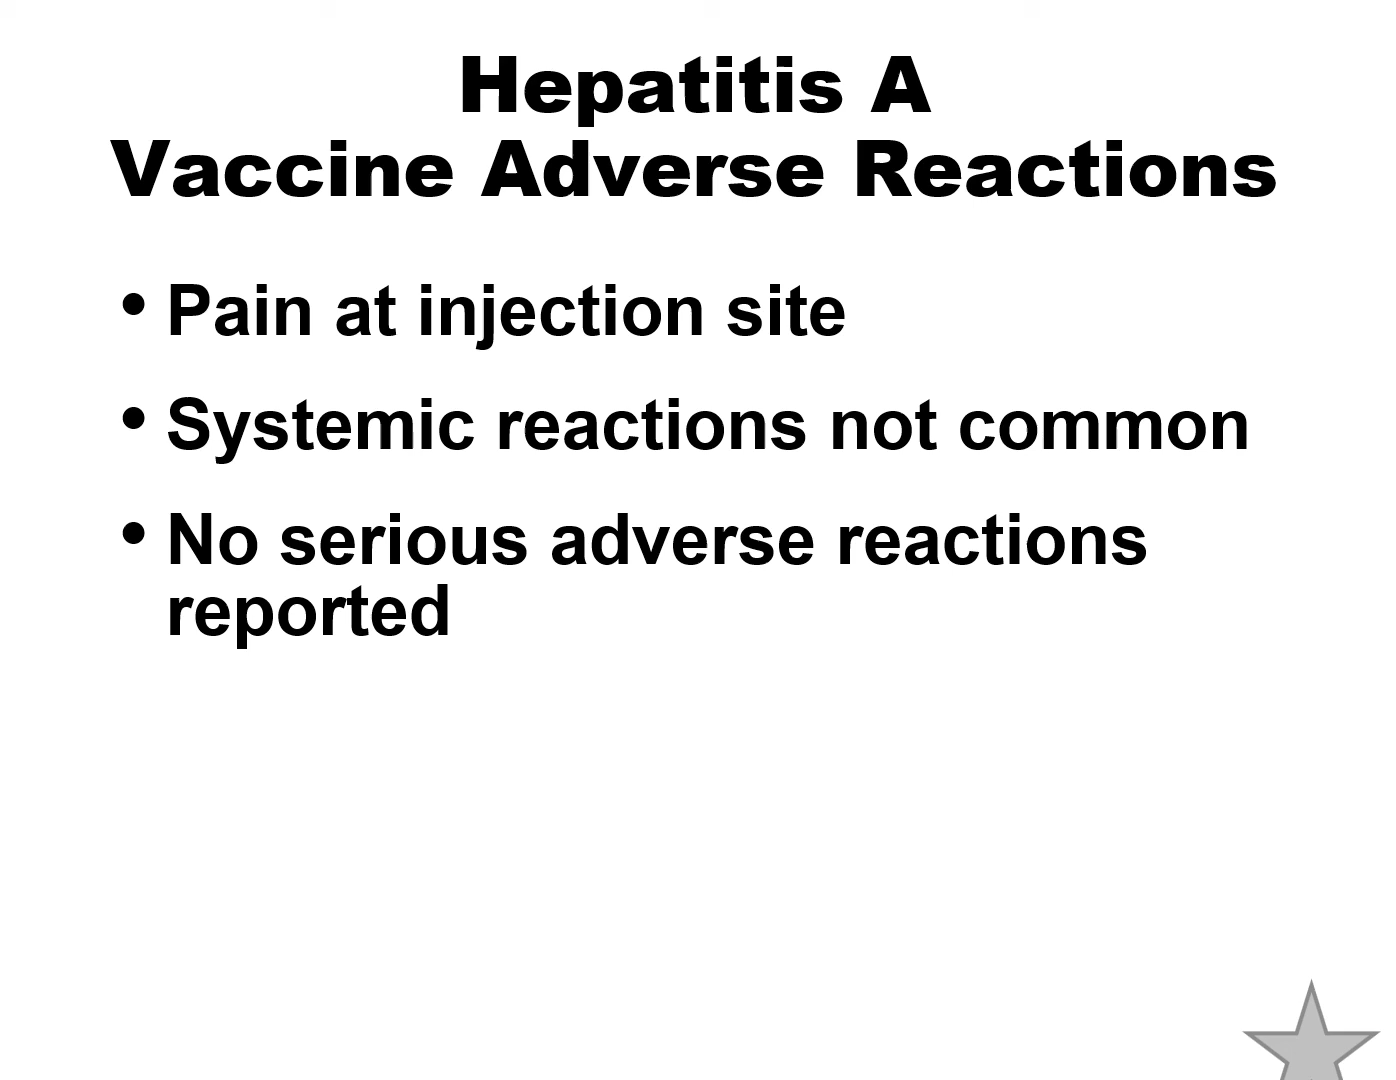 Hepatitis A
Vaccine Adverse Reactions
• Pain at injection site
• Systemic reactions not common
• No serious adverse reactions
reported